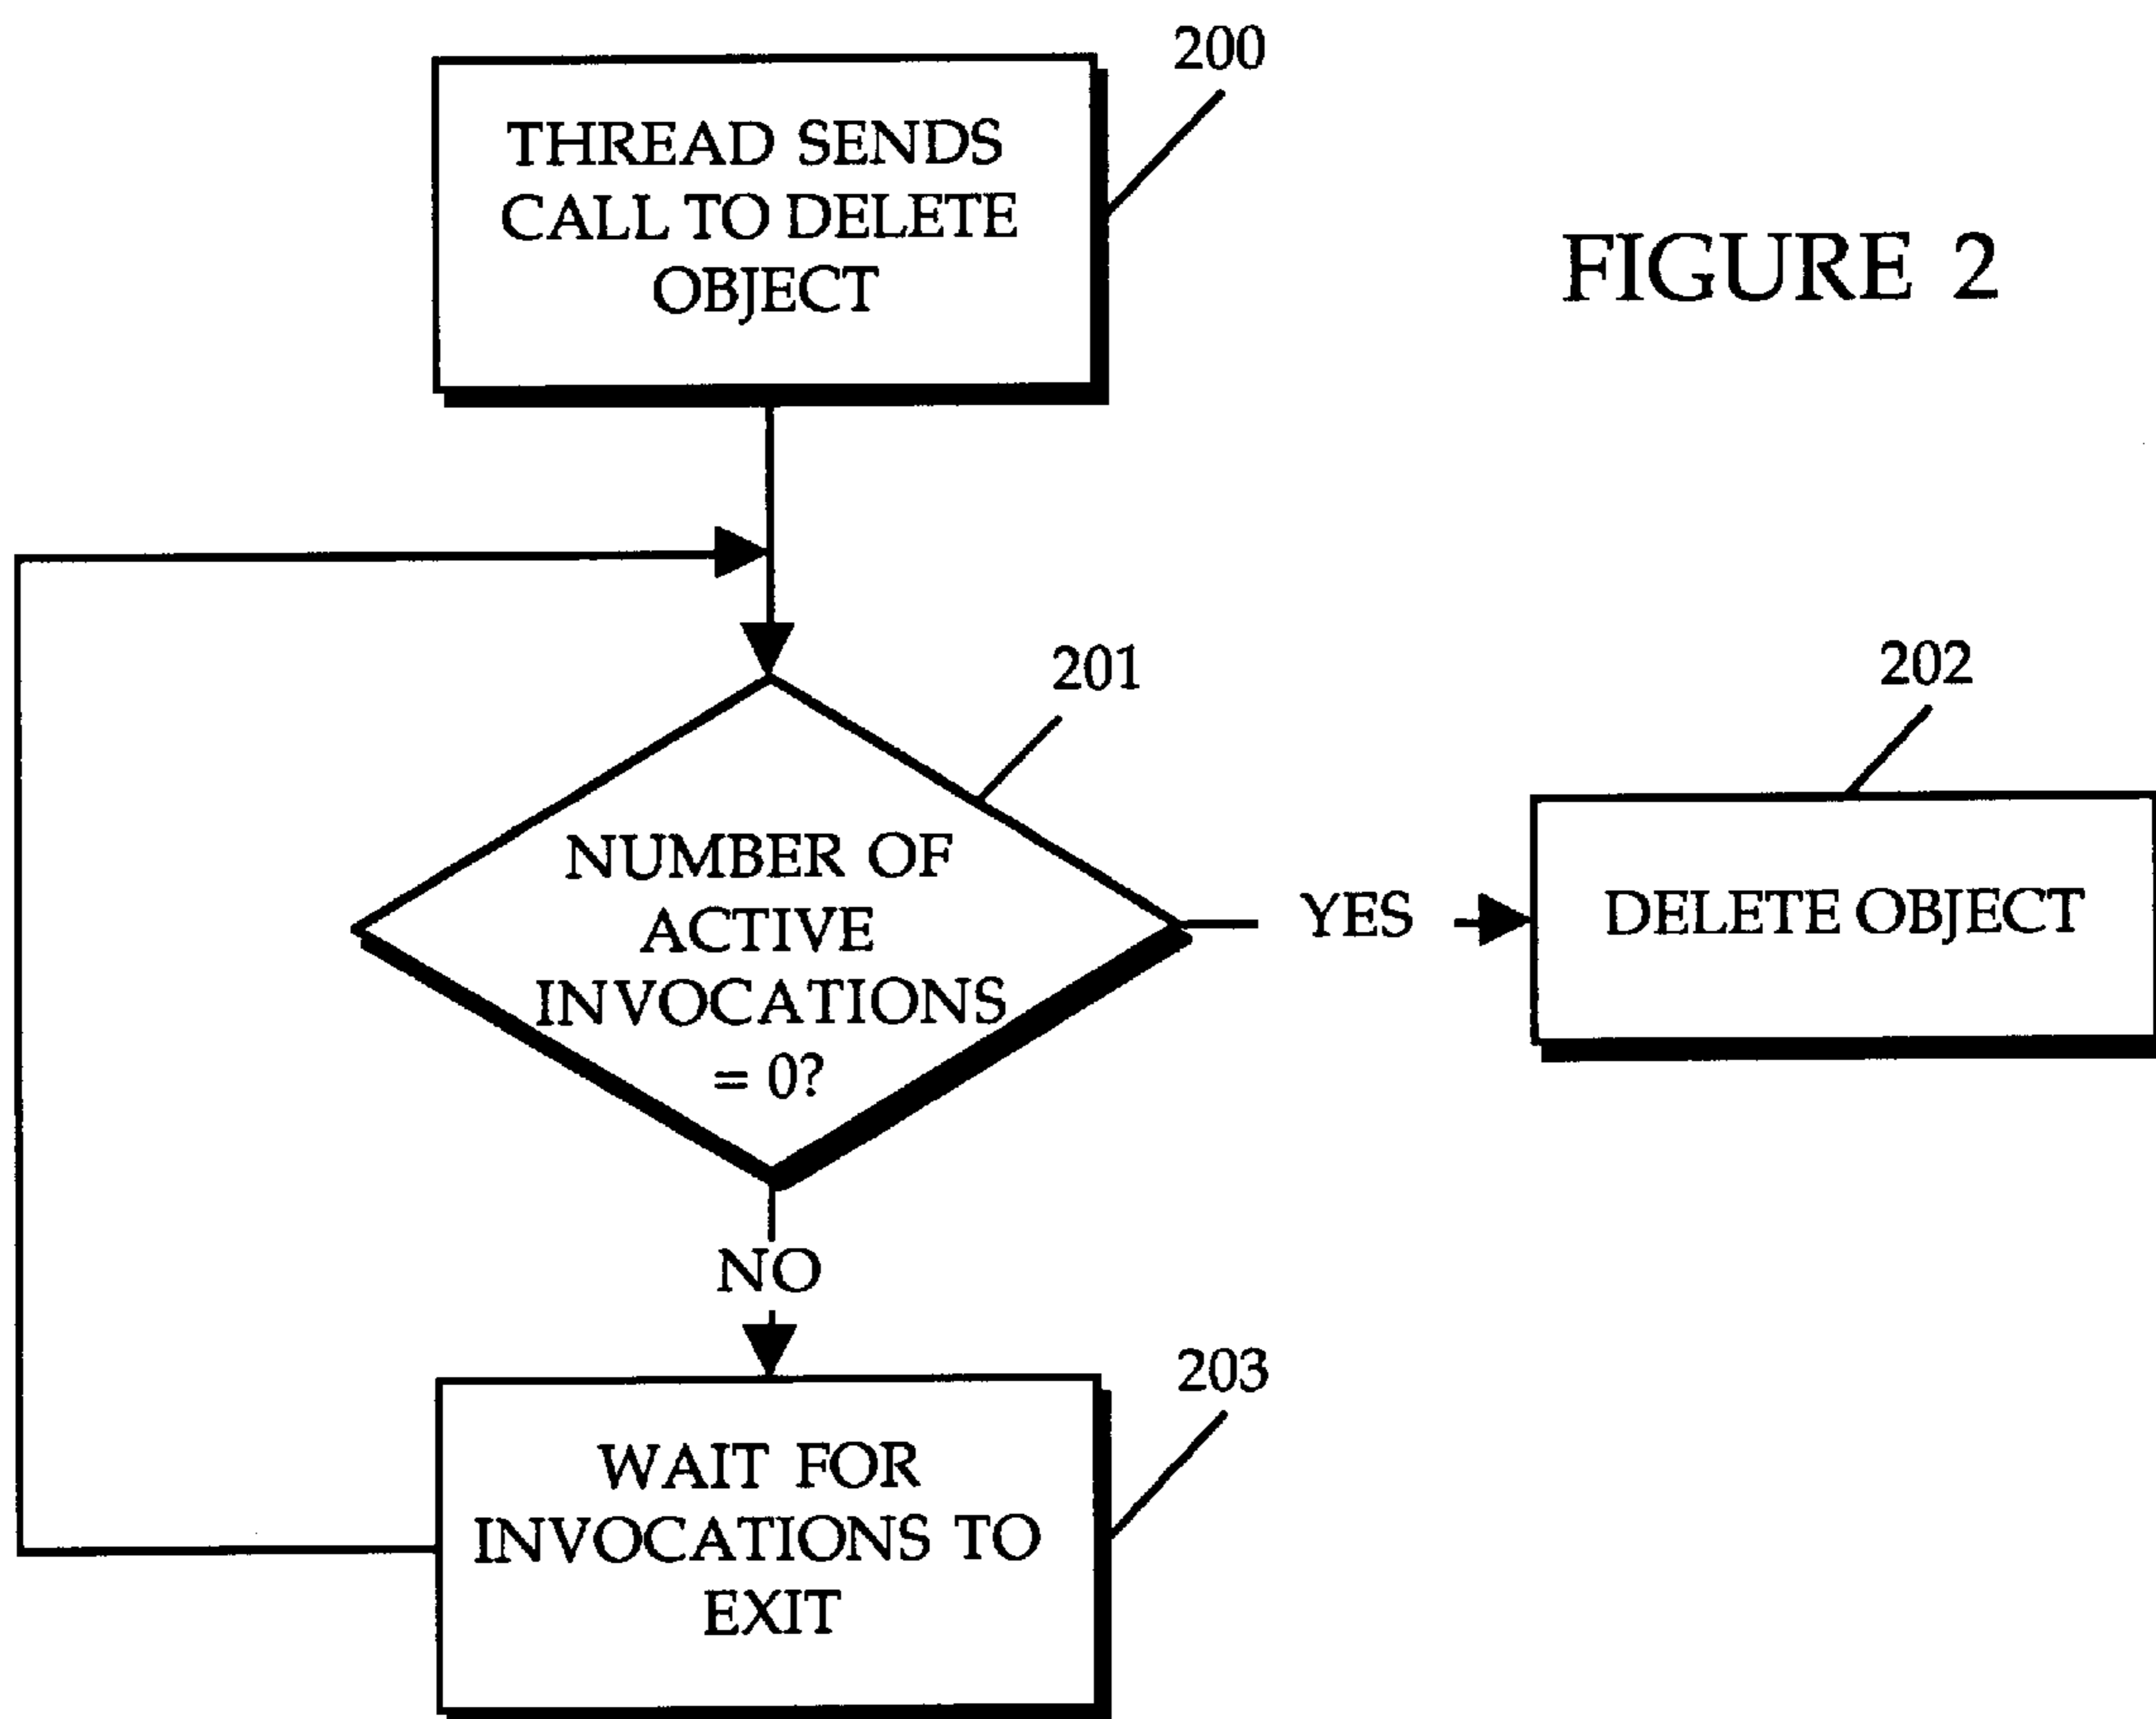 200
THREAD SENDS
CALL TO DELETE
OBJECT
FIGURE 2
201
202
NUMBER OF
ACTIVE
INVOCATIONS
= 0?
YES
DELETE OBJECT
NO
203
WAIT FOR
INVOCATIONS TO
EXIT